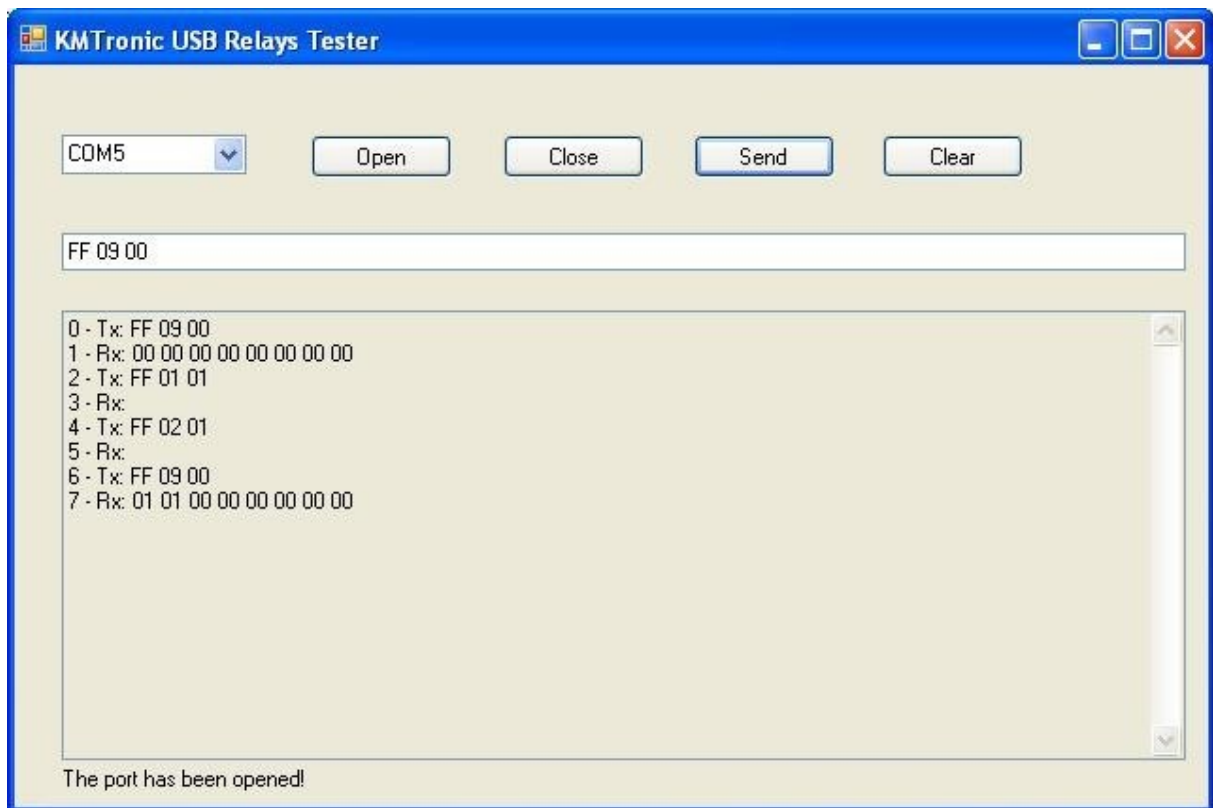 KMTronic USB Relays Tester
COM5 Open Close Send Clear
FF 09 00
0 - Tx: FF 09 00
1 - Rx: 00 00 00 00 00 00 00 00
2 - Tx: FF 01 01
3 - Rx:
4 - Tx: FF 02 01
5 - Rx:
6 - Tx: FF 09 00
7 - Rx: 01 01 00 00 00 00 00 00
The port has been opened!